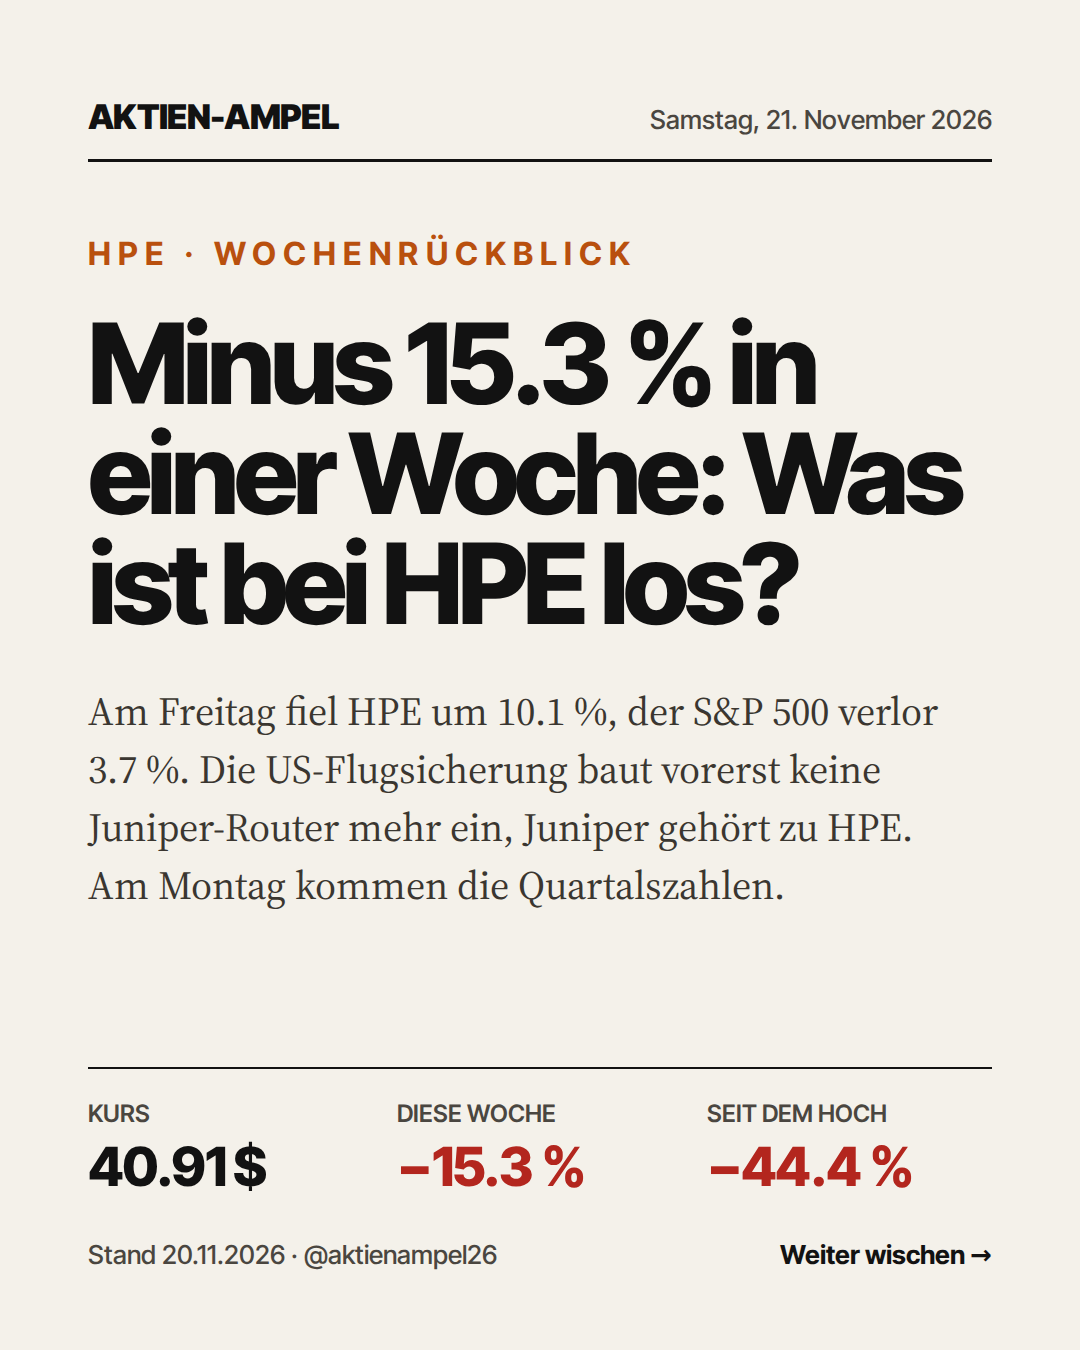 AKTIEN-AMPEL
Samstag, 21. November 2026
HPE · WOCHENRÜCKBLICK
Minus 15.3 % in
einer Woche: Was
ist bei HPE los?
Am Freitag fiel HPE um 10.1 %, der S&P 500 verlor
3.7 %. Die US-Flugsicherung baut vorerst keine
Juniper-Router mehr ein, Juniper gehört zu HPE.
Am Montag kommen die Quartalszahlen.
KURS
40.91 $
DIESE WOCHE
−15.3 %
SEIT DEM HOCH
−44.4 %
Stand 20.11.2026 · @aktienampel26
Weiter wischen →